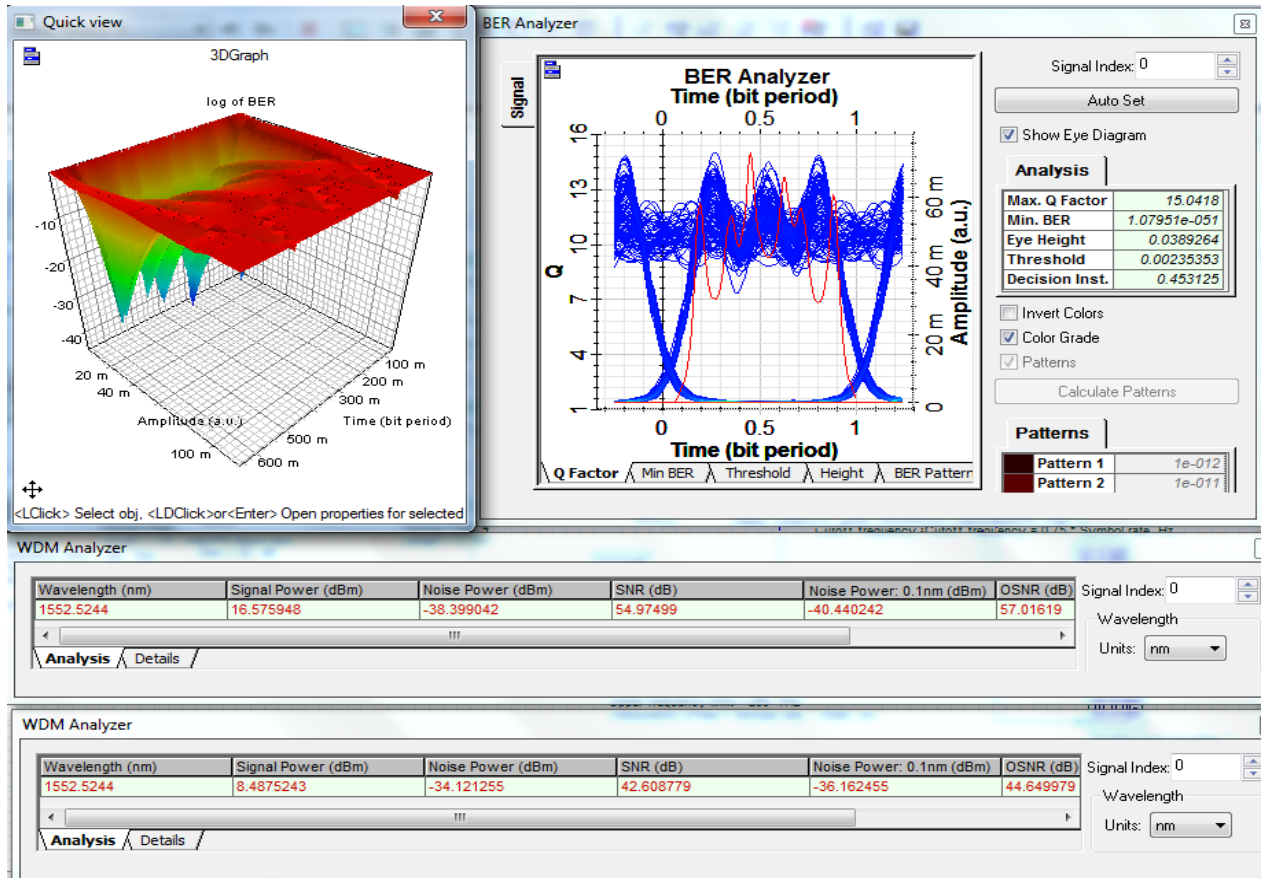 Quick view
3DGraph
log of BER
-10
-20
-30
-40
20 m
40 m
Amplitude (a.u.)
100 m
100 m
200 m
300 m
Time (bit period)
500 m
600 m
<LClick> Select obj, <LDClick>or<Enter> Open properties for selected
BER Analyzer
Signal
BER Analyzer
Time (bit period)
0 0.5 1
16
13
10
7
4
1
Q
60 m
40 m
20 m
0
Amplitude (a.u.)
0 0.5 1
Time (bit period)
Q Factor Min BER Threshold Height BER Pattern
Signal Index: 0
Auto Set
Show Eye Diagram
Analysis
Max. Q Factor 15.0418
Min. BER 1.07951e-051
Eye Height 0.0389264
Threshold 0.00235353
Decision Inst. 0.453125
Invert Colors
Color Grade
Patterns
Calculate Patterns
Patterns
Pattern 1 1e-012
Pattern 2 1e-011
= 0.75 * Symbol rate Hz
WDM Analyzer
Wavelength (nm) Signal Power (dBm) Noise Power (dBm) SNR (dB) Noise Power: 0.1nm (dBm) OSNR (dB)
1552.5244 16.575948 -38.399042 54.97499 -40.440242 57.01619
Analysis Details
Signal Index: 0
Wavelength
Units: nm
WDM Analyzer
Wavelength (nm) Signal Power (dBm) Noise Power (dBm) SNR (dB) Noise Power: 0.1nm (dBm) OSNR (dB)
1552.5244 8.4875243 -34.121255 42.608779 -36.162455 44.649979
Analysis Details
Signal Index: 0
Wavelength
Units: nm